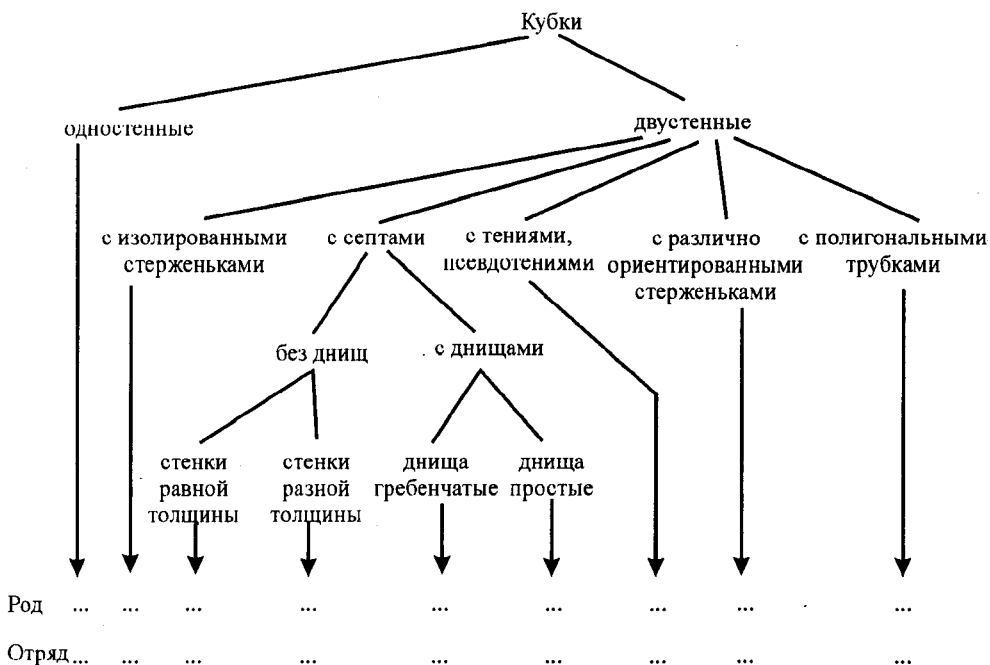 Кубки
одностенные
двустенные
с изолированными
стерженьками
с септами
с тениями,
псевдотениями
с различно
ориентированными
стерженьками
с полигональными
трубками
без днищ
с днищами
стенки
равной
толщины
стенки
разной
толщины
днища
гребенчатые
днища
простые
Род ... ... ... ... ... ... ... ... ...
Отряд ... ... ... ... ... ... ... ... ...